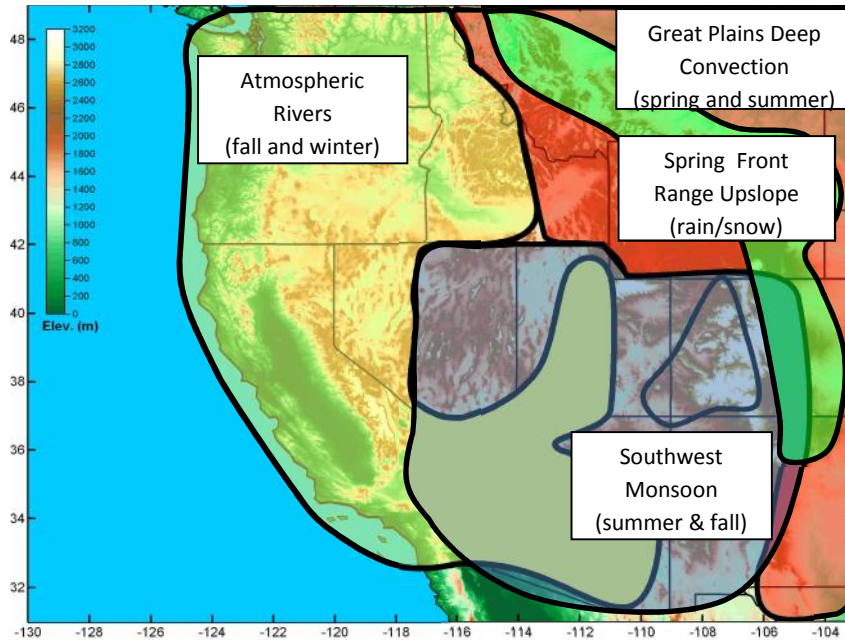 48
46
44
42
40
38
36
34
32
3200
3000
2800
2600
2400
2200
2000
1800
1600
1400
1200
1000
800
600
400
200
0
Elev. (m)
Atmospheric
Rivers
(fall and winter)
Great Plains Deep
Convection
(spring and summer)
Spring Front
Range Upslope
(rain/snow)
Southwest
Monsoon
(summer & fall)
-130 -128 -126 -124 -122 -120 -118 -116 -114 -112 -110 -108 -106 -104